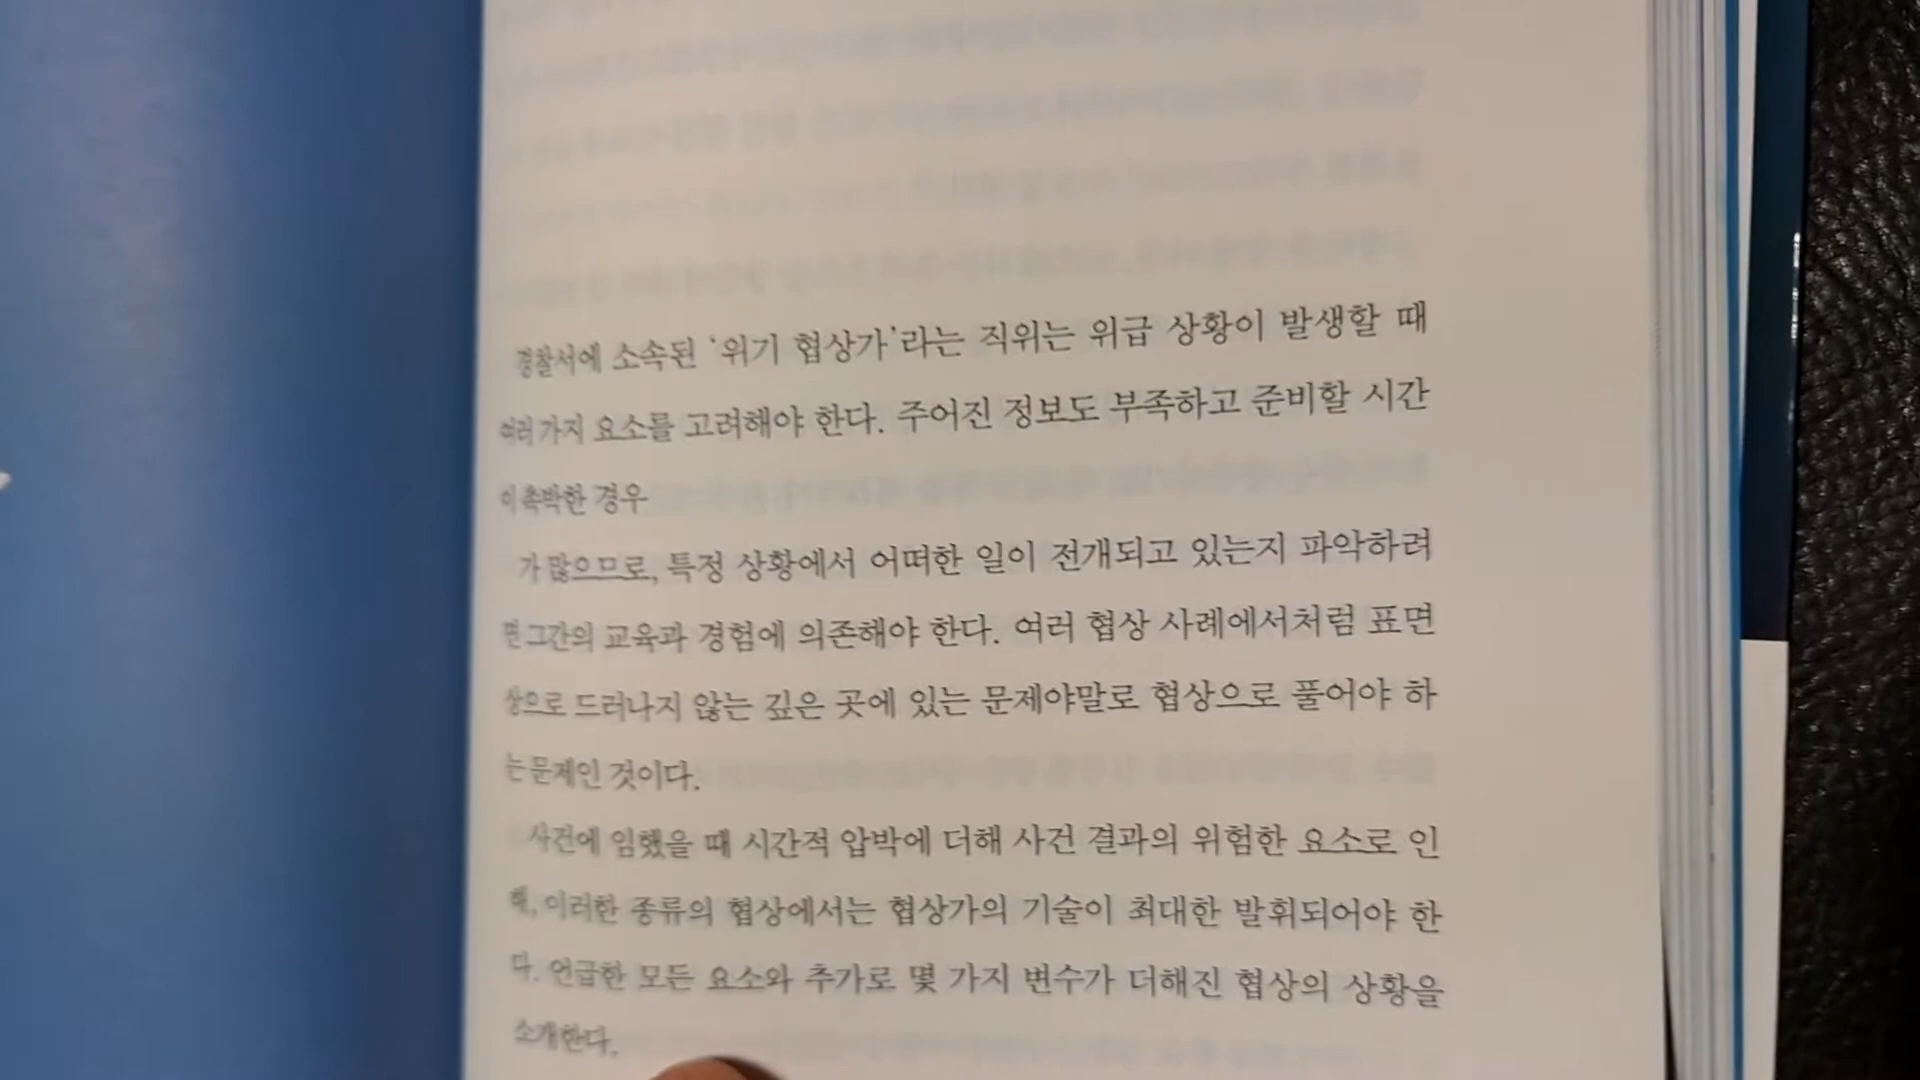 경찰서에 소속된 '위기 협상가'라는 직위는 위급 상황이 발생할 때
여러 가지 요소를 고려해야 한다. 주어진 정보도 부족하고 준비할 시간
이 촉박한 경우
가 많으므로, 특정 상황에서 어떠한 일이 전개되고 있는지 파악하려
면 그간의 교육과 경험에 의존해야 한다. 여러 협상 사례에서처럼 표면
상으로 드러나지 않는 깊은 곳에 있는 문제야말로 협상으로 풀어야 하
는 문제인 것이다.
사건에 임했을 때 시간적 압박에 더해 사건 결과의 위험한 요소로 인
해, 이러한 종류의 협상에서는 협상가의 기술이 최대한 발휘되어야 한
다. 언급한 모든 요소와 추가로 몇 가지 변수가 더해진 협상의 상황을
소개한다.